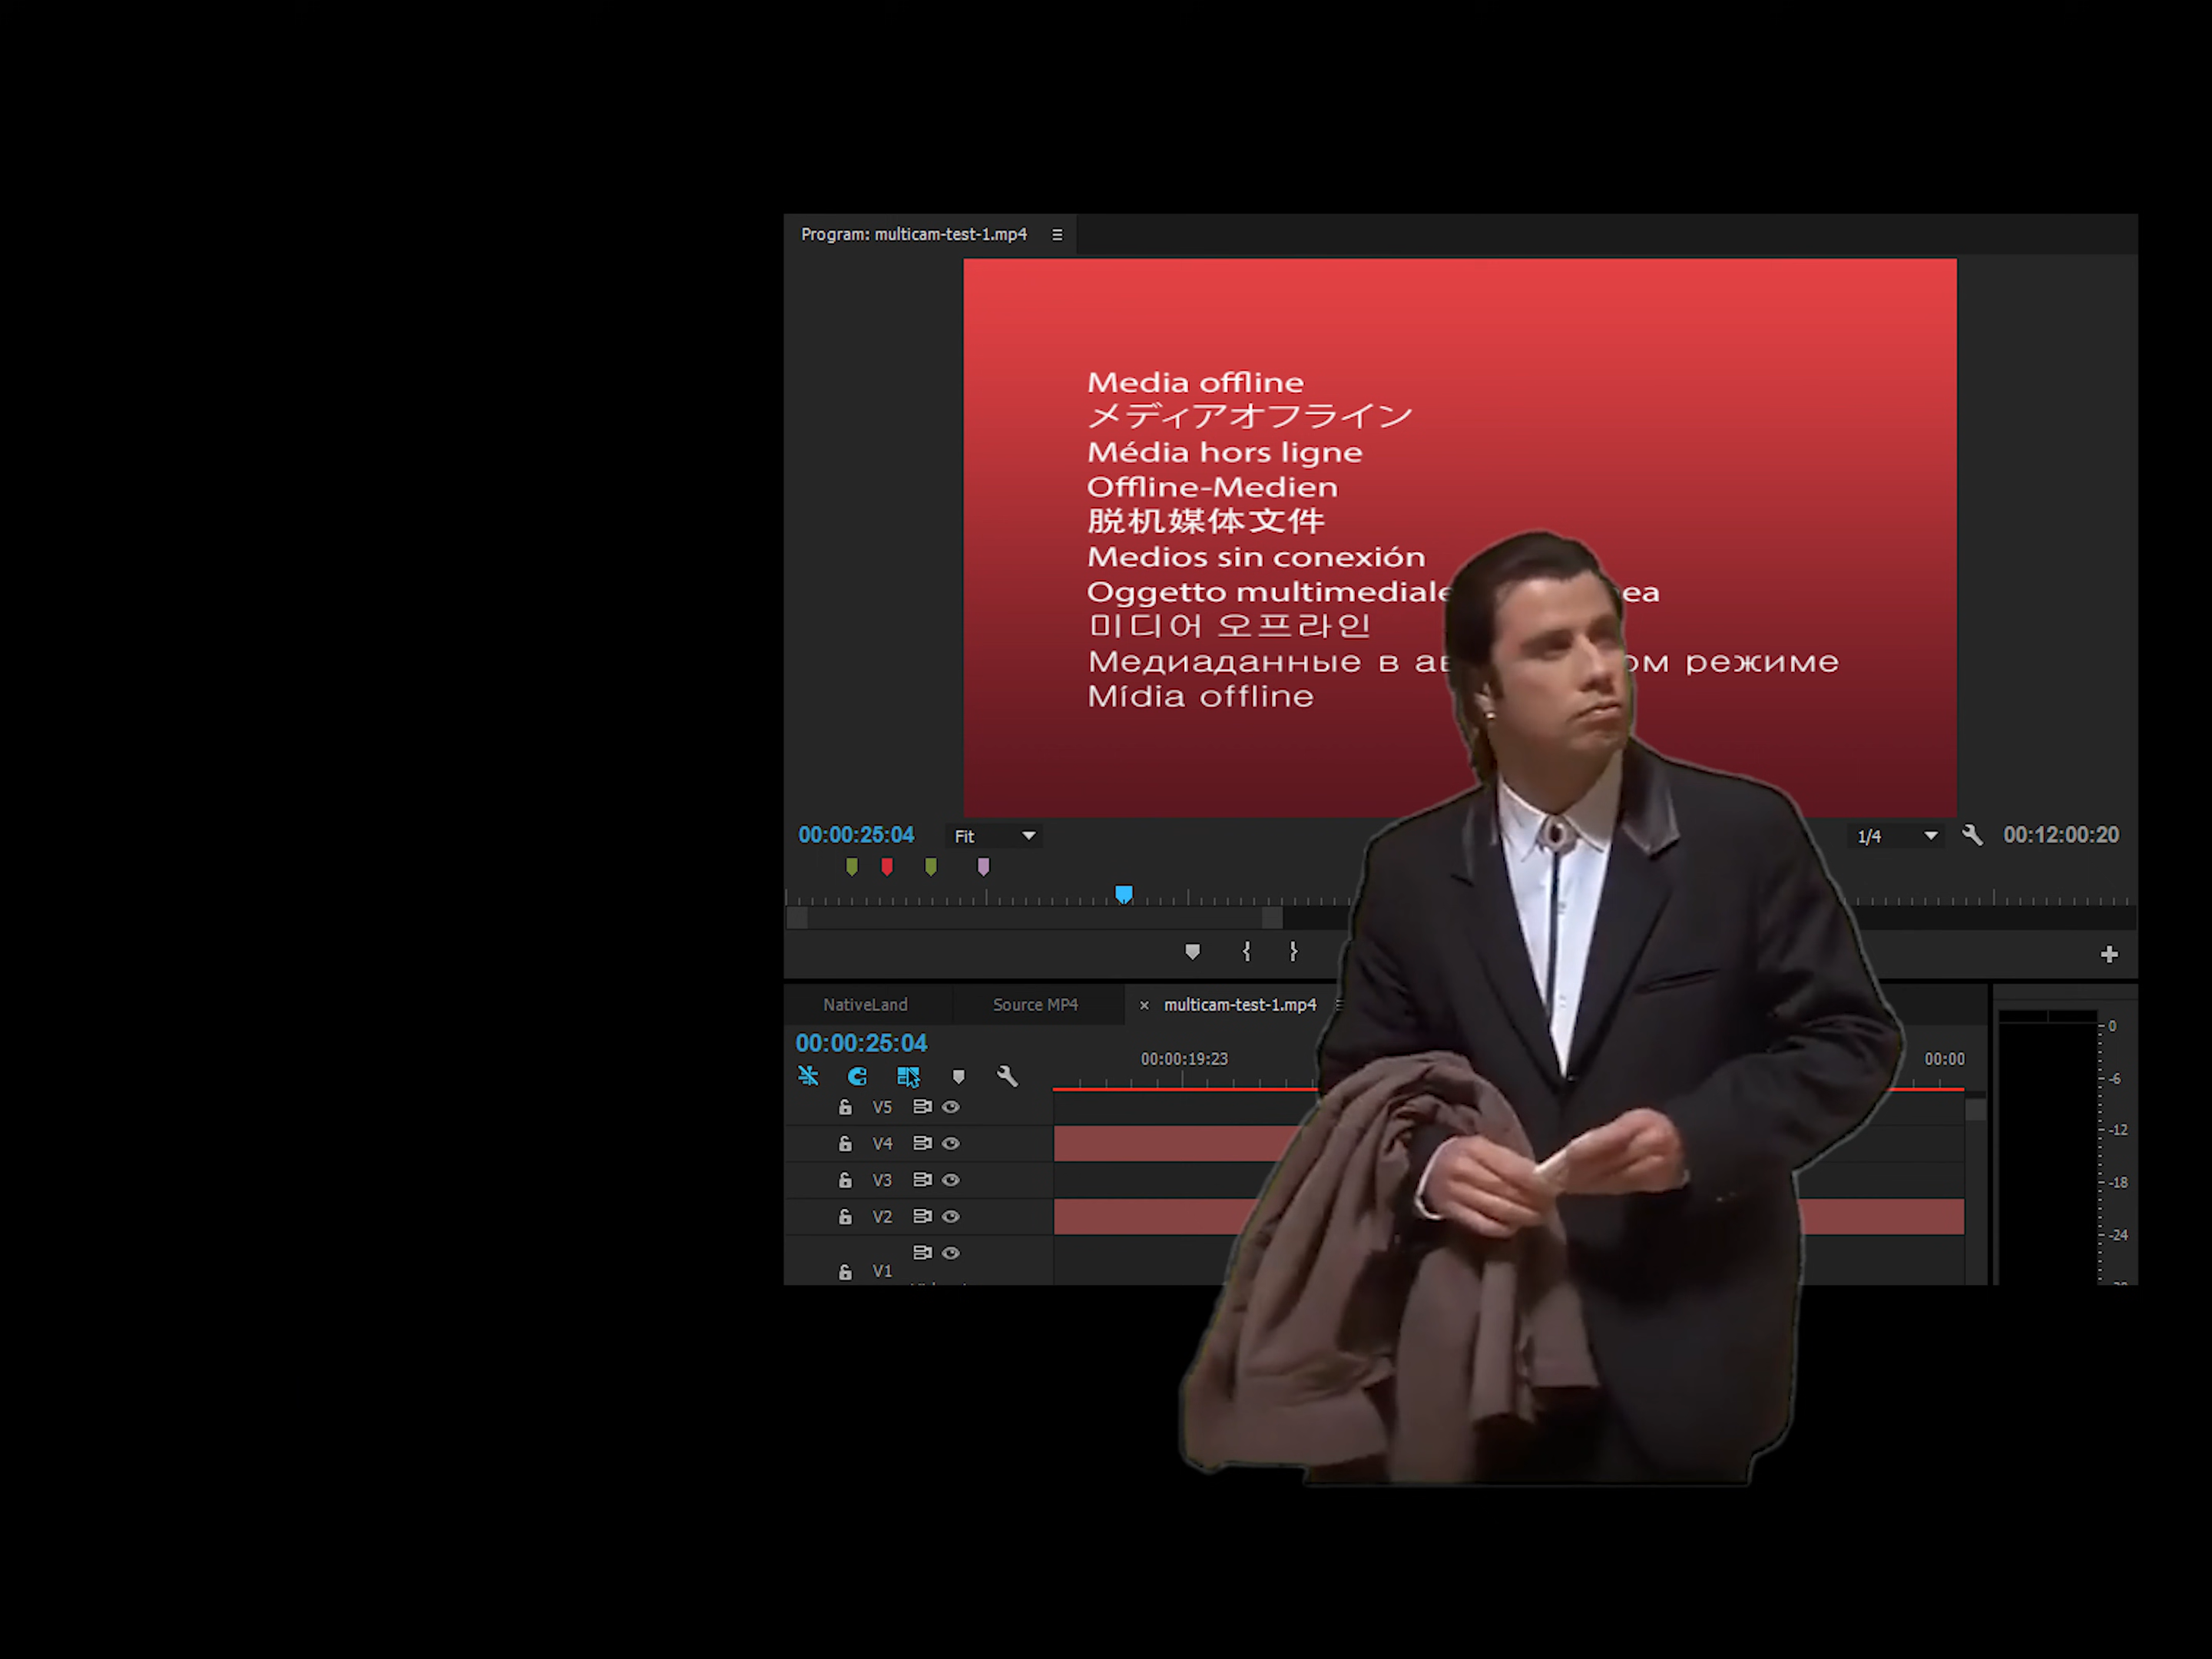 Program: multicam-test-1.mp4
Media offline
メディアオフライン
Média hors ligne
Offline-Medien
脱机媒体文件
Medios sin conexión
Oggetto multimediale
미디어 오프라인
Медиаданные в режиме
Mídia offline
00:00:25:04 Fit 1/4 00:12:00:20
NativeLand Source MP4 multicam-test-1.mp4
00:00:25:04
00:00:19:23 00:00
V5
V4
V3
V2
V1
0
-6
-12
-18
-24